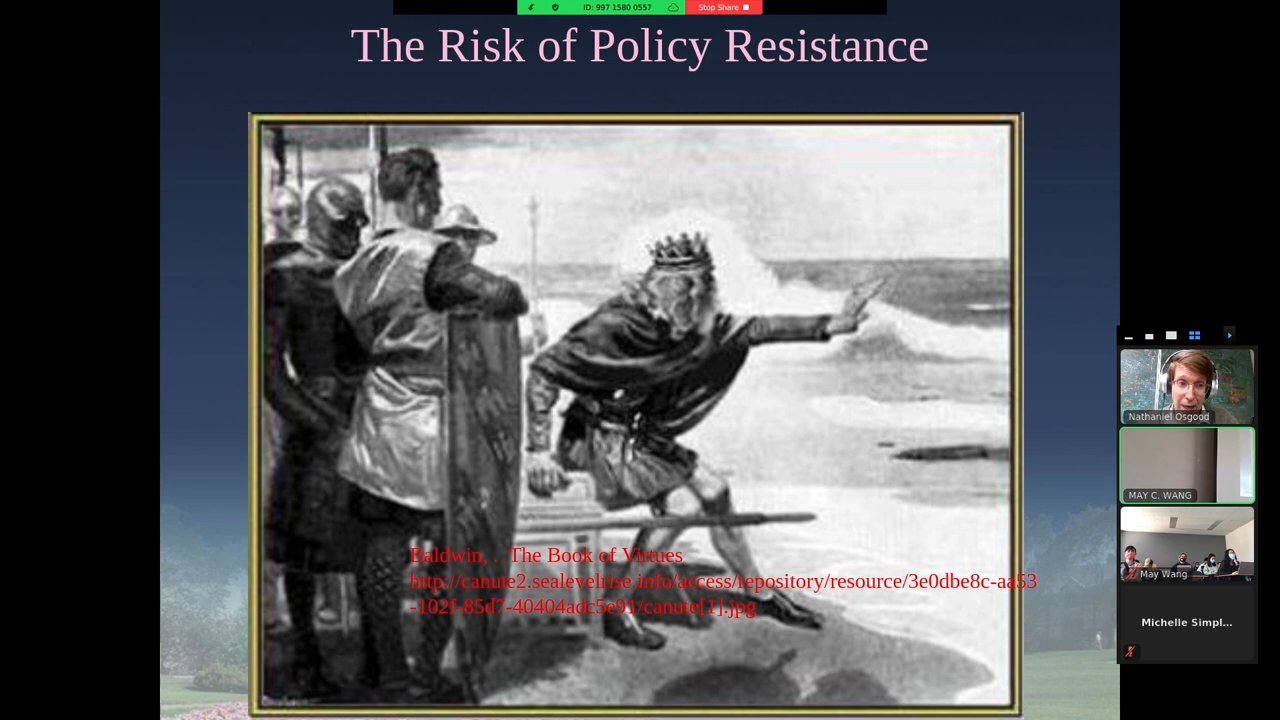 ID: 997 1580 0557
Stop Share
The Risk of Policy Resistance
Baldwin, . The Book of Virtues
http://canute2.sealevelrise.info/access/repository/resource/3e0dbe8c-aa53
-102f-85d7-40404adc5e91/canute[1].jpg
Nathaniel Osgood
MAY C. WANG
May Wang
Michelle Simpl...